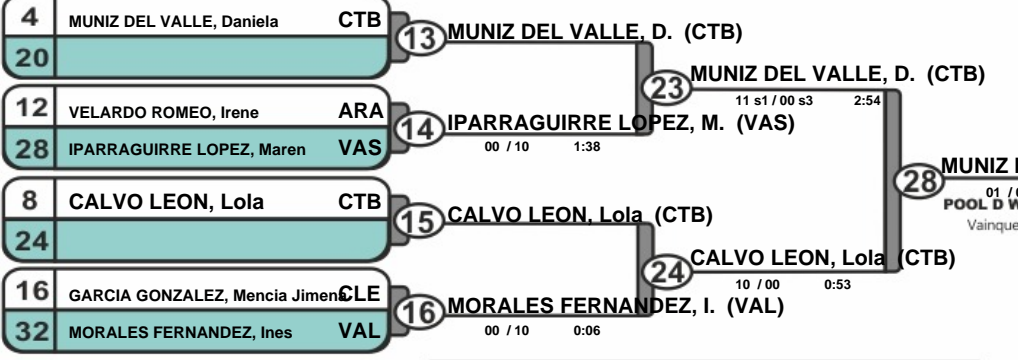 4 MUNIZ DEL VALLE, Daniela CTB
20
13 MUNIZ DEL VALLE, D. (CTB)
23 MUNIZ DEL VALLE, D. (CTB)
11 s1 / 00 s3 2:54
12 VELARDO ROMEO, Irene ARA
28 IPARRAGUIRRE LOPEZ, Maren VAS
14 IPARRAGUIRRE LOPEZ, M. (VAS)
00 / 10 1:38
28 MUNIZ
01 /
POOL D W
Vainque
8 CALVO LEON, Lola CTB
24
15 CALVO LEON, Lola (CTB)
24 CALVO LEON, Lola (CTB)
10 / 00 0:53
16 GARCIA GONZALEZ, Mencia Jimena CLE
32 MORALES FERNANDEZ, Ines VAL
16 MORALES FERNANDEZ, I. (VAL)
00 / 10 0:06